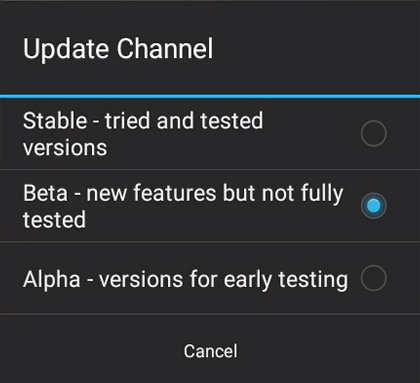 Update Channel
Stable - tried and tested
versions
Beta - new features but not fully
tested
Alpha - versions for early testing
Cancel